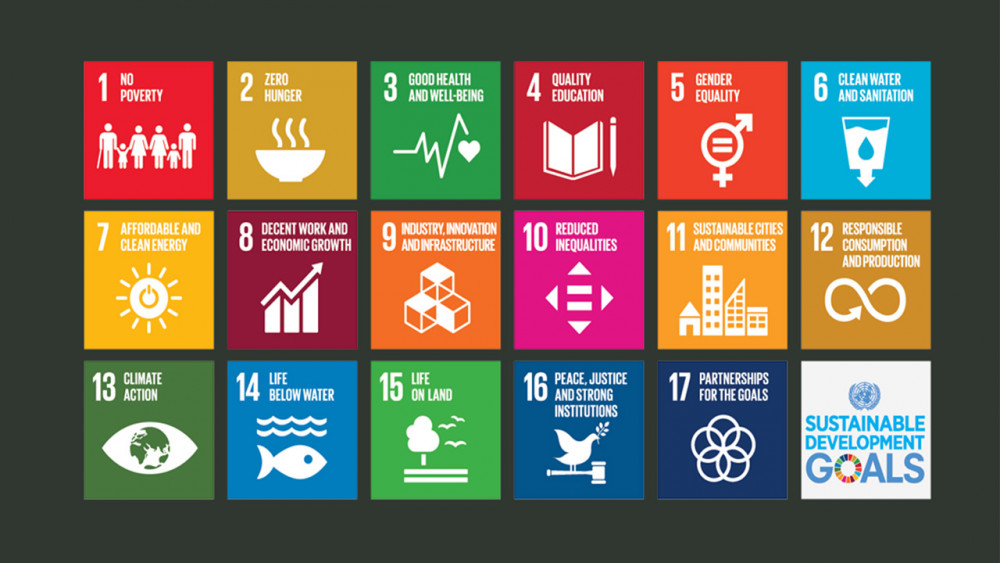 1 NO
POVERTY
2 ZERO
HUNGER
3 GOOD HEALTH
AND WELL-BEING
4 QUALITY
EDUCATION
5 GENDER
EQUALITY
6 CLEAN WATER
AND SANITATION
7 AFFORDABLE AND
CLEAN ENERGY
8 DECENT WORK AND
ECONOMIC GROWTH
9 INDUSTRY, INNOVATION
AND INFRASTRUCTURE
10 REDUCED
INEQUALITIES
11 SUSTAINABLE CITIES
AND COMMUNITIES
12 RESPONSIBLE
CONSUMPTION
AND PRODUCTION
13 CLIMATE
ACTION
14 LIFE
BELOW WATER
15 LIFE
ON LAND
16 PEACE, JUSTICE
AND STRONG
INSTITUTIONS
17 PARTNERSHIPS
FOR THE GOALS
SUSTAINABLE
DEVELOPMENT
GOALS